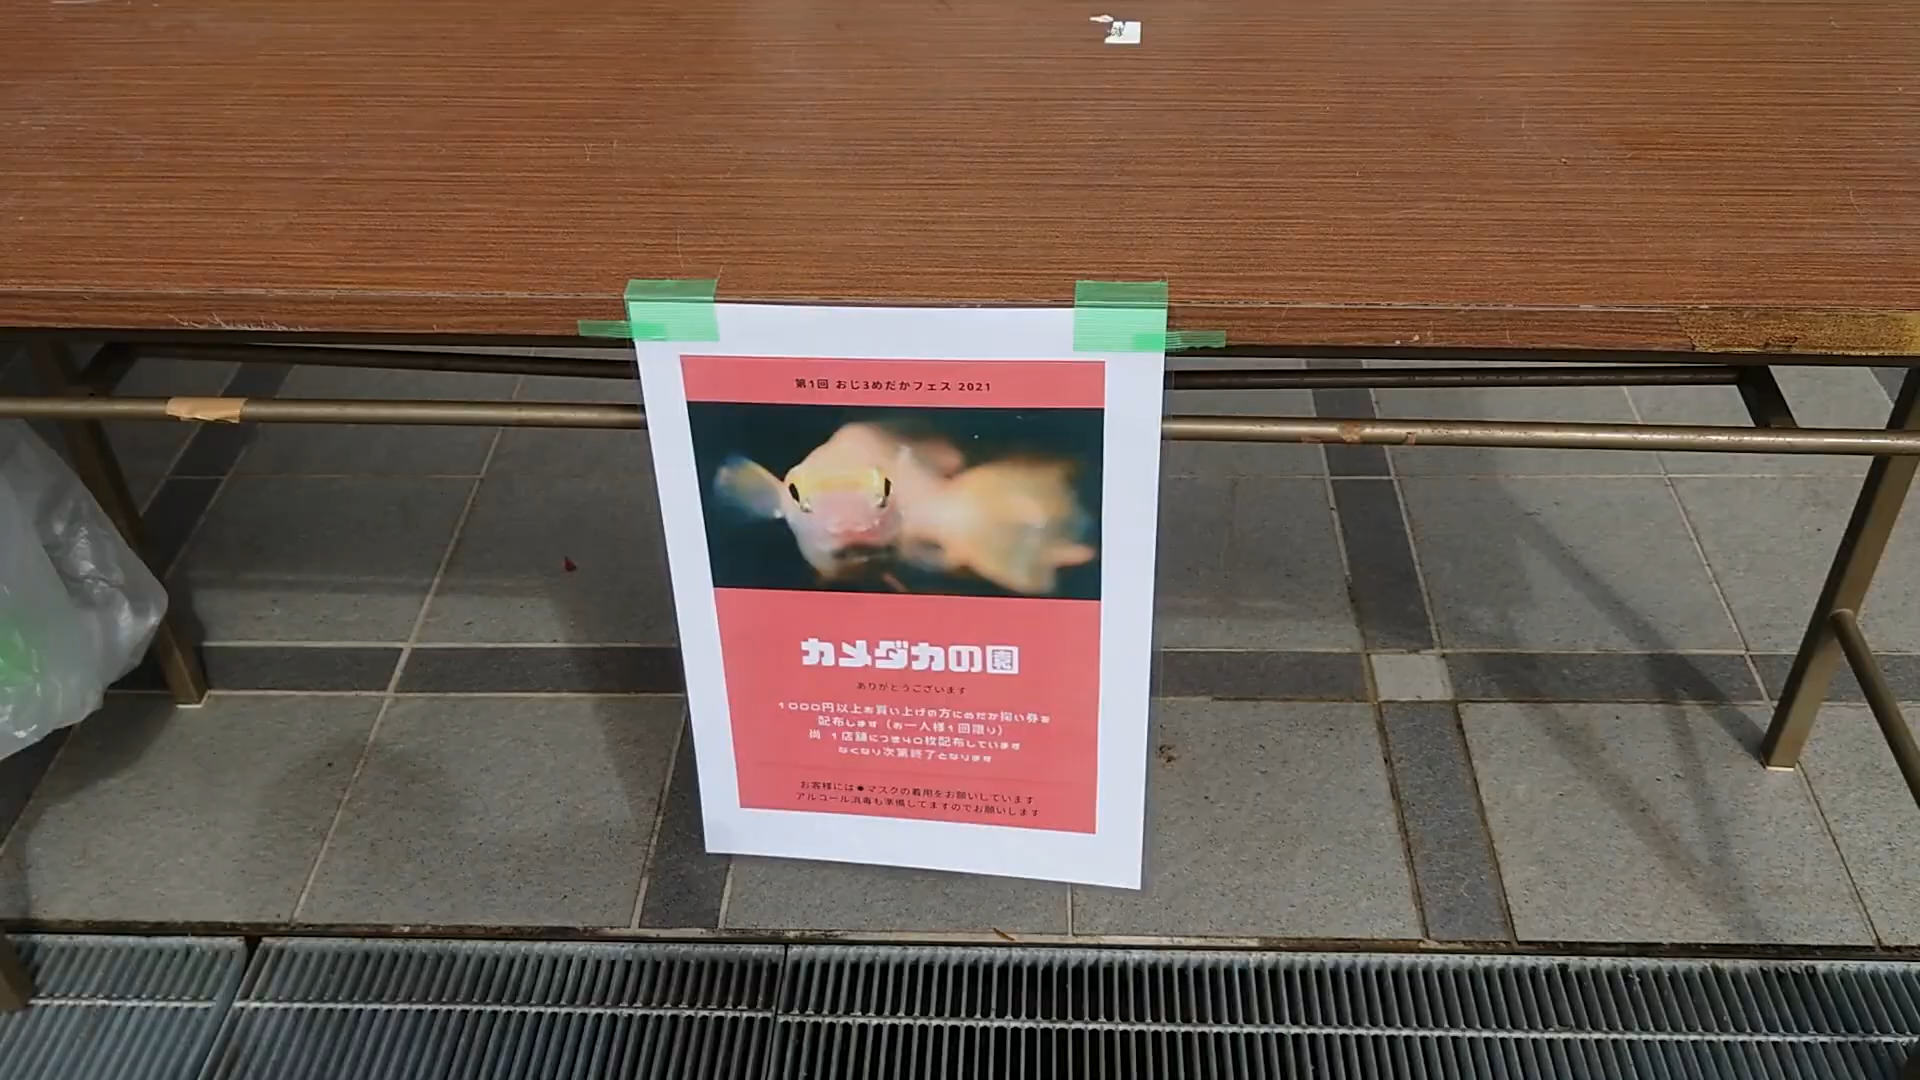 第1回 おじ3めだかフェス 2021
カメダカの園
ありがとうございます
1000円以上お買い上げの方にめだか掬い券を
配布します（お一人様1回限り）
尚 1店舗につき40枚配布しています
なくなり次第終了となります
お客様には●マスクの着用をお願いしています
アルコール消毒も準備してますのでお願いします